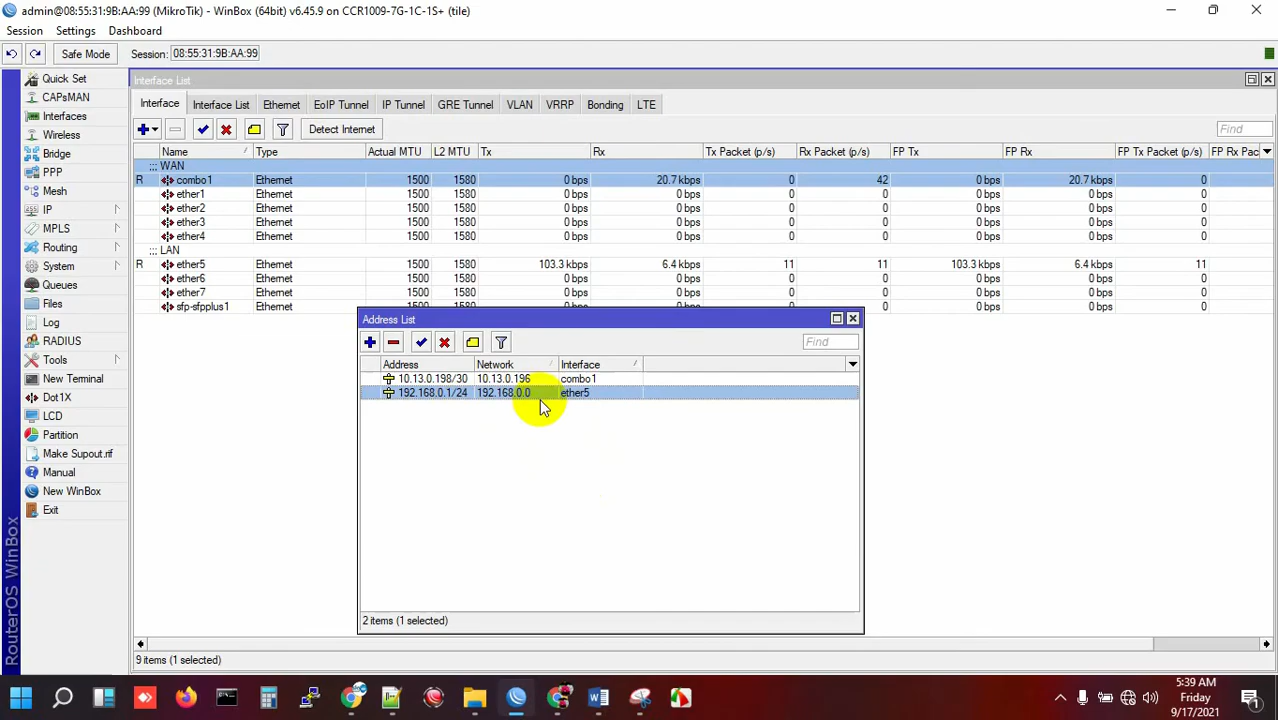 admin@08:55:31:9B:AA:99 (MikroTik) - WinBox (64bit) v6.45.9 on CCR1009-7G-1C-1S+ (tile)
Session Settings Dashboard
Safe Mode Session: 08:55:31:9B:AA:99
Quick Set
CAPsMAN
Interfaces
Wireless
Bridge
PPP
Mesh
IP
MPLS
Routing
System
Queues
Files
Log
RADIUS
Tools
New Terminal
Dot1X
LCD
Partition
Make Supout.rif
Manual
New WinBox
Exit
RouterOS WinBox
Interface List
Interface Interface List Ethernet EoIP Tunnel IP Tunnel GRE Tunnel VLAN VRRP Bonding LTE
Detect Internet Find
Name Type Actual MTU L2 MTU Tx Rx Tx Packet (p/s) Rx Packet (p/s) FP Tx FP Rx FP Tx Packet (p/s) FP Rx Pac
::: WAN
R combo1 Ethernet 1500 1580 0 bps 20.7 kbps 0 42 0 bps 20.7 kbps 0
ether1 Ethernet 1500 1580 0 bps 0 bps 0 0 0 bps 0 bps 0
ether2 Ethernet 1500 1580 0 bps 0 bps 0 0 0 bps 0 bps 0
ether3 Ethernet 1500 1580 0 bps 0 bps 0 0 0 bps 0 bps 0
ether4 Ethernet 1500 1580 0 bps 0 bps 0 0 0 bps 0 bps 0
::: LAN
R ether5 Ethernet 1500 1580 103.3 kbps 6.4 kbps 11 11 103.3 kbps 6.4 kbps 11
ether6 Ethernet 1500 1580 0 bps 0 bps 0 0 0 bps 0 bps 0
ether7 Ethernet 1500 1580 0 bps 0 bps 0 0 0 bps 0 bps 0
sfp-sfpplus1 Ethernet 1500 1580 0 bps 0 bps 0 0 0 bps 0 bps 0
Address List
Find
Address Network Interface
10.13.0.198/30 10.13.0.196 combo1
192.168.0.1/24 192.168.0.0 ether5
2 items (1 selected)
9 items (1 selected)
5:39 AM
Friday
9/17/2021
1